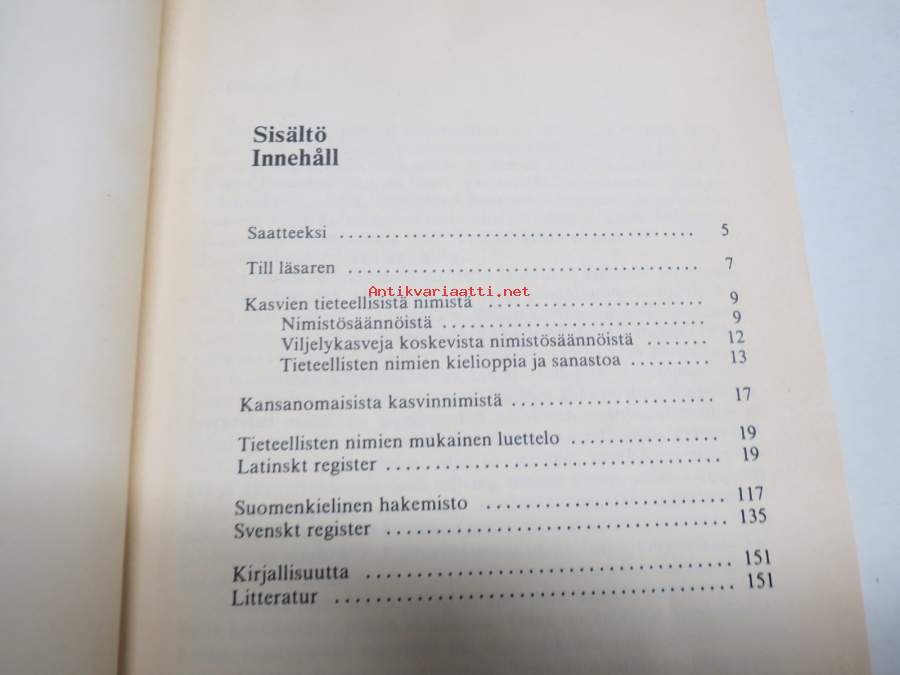 Sisältö
Innehåll
Saatteeksi ........................................ 5
Till läsaren ........................................ 7
Antikvariaatti.net
Kasvien tieteellisistä nimistä ........................... 9
Nimistösäännöistä .............................. 9
Viljelykasveja koskevista nimistösäännöistä ....... 12
Tieteellisten nimien kielioppia ja sanastoa ......... 13
Kansanomaisista kasvinnimistä ....................... 17
Tieteellisten nimien mukainen luettelo ................. 19
Latinskt register ..................................... 19
Suomenkielinen hakemisto ........................... 117
Svenskt register ...................................... 135
Kirjallisuutta ......................................... 151
Litteratur ............................................ 151